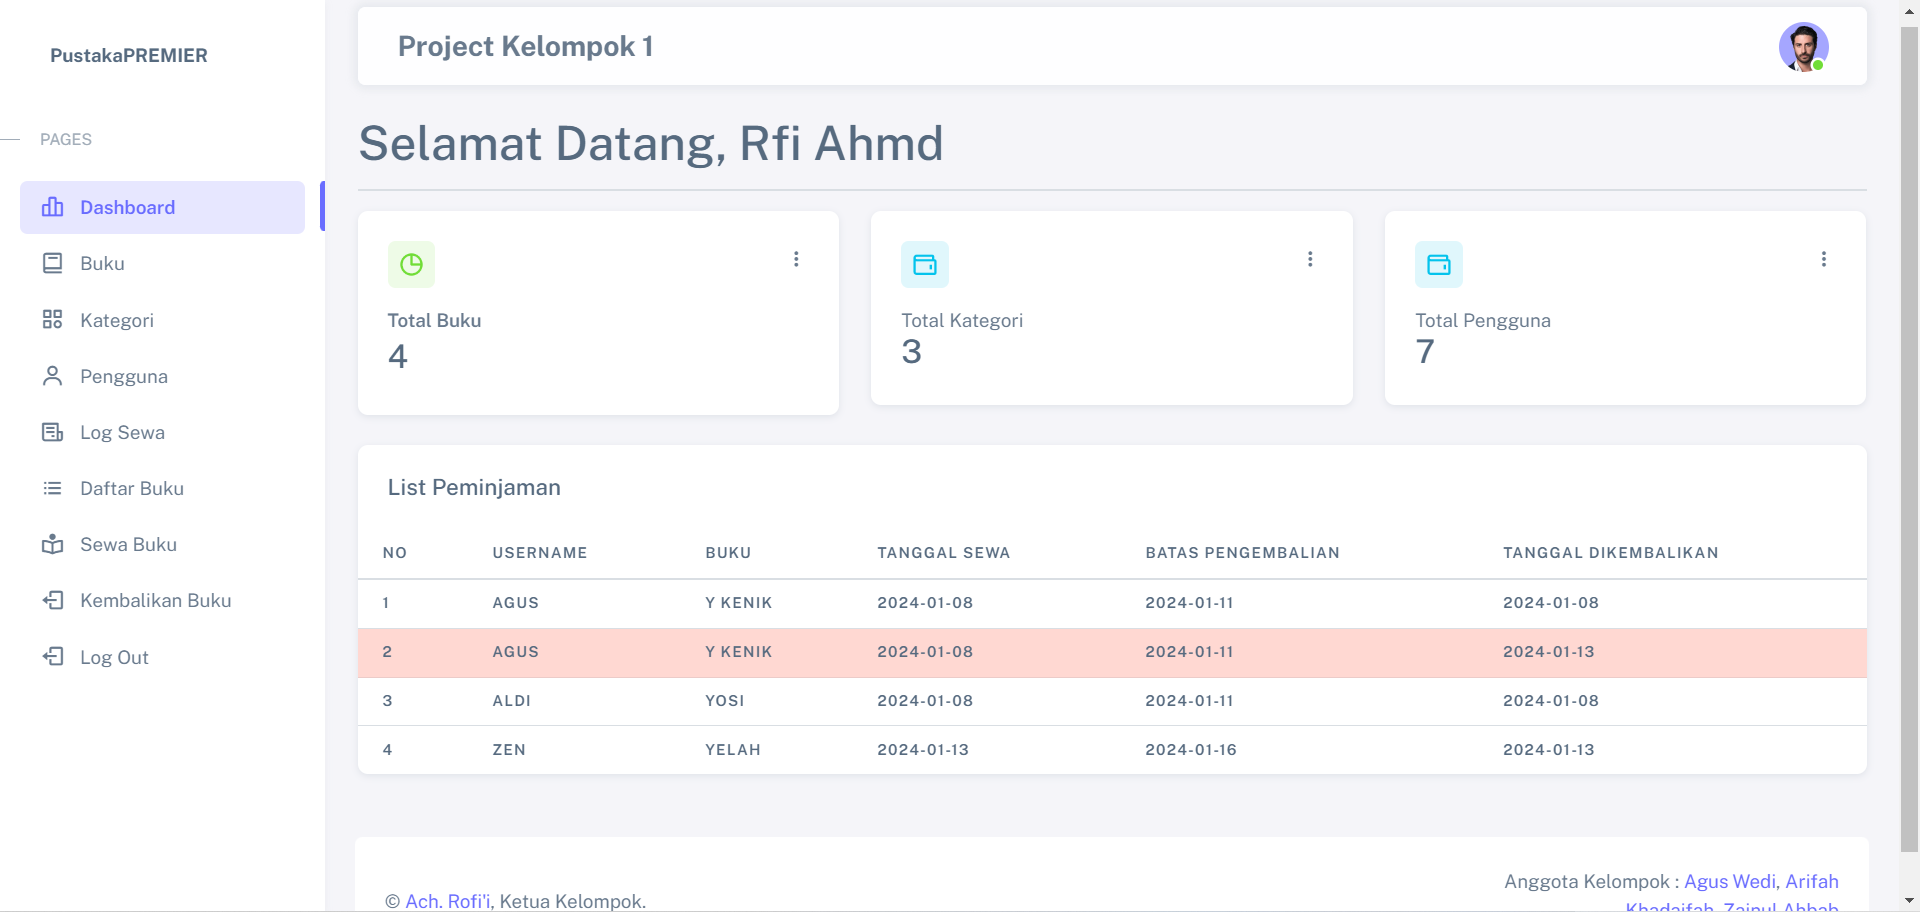 PustakaPREMIER
PAGES
Dashboard
Buku
Kategori
Pengguna
Log Sewa
Daftar Buku
Sewa Buku
Kembalikan Buku
Log Out
Project Kelompok 1
Selamat Datang, Rfi Ahmd
Total Buku
4
Total Kategori
3
Total Pengguna
7
List Peminjaman
NO USERNAME BUKU TANGGAL SEWA BATAS PENGEMBALIAN TANGGAL DIKEMBALIKAN
1 AGUS Y KENIK 2024-01-08 2024-01-11 2024-01-08
2 AGUS Y KENIK 2024-01-08 2024-01-11 2024-01-13
3 ALDI YOSI 2024-01-08 2024-01-11 2024-01-08
4 ZEN YELAH 2024-01-13 2024-01-16 2024-01-13
© Ach. Rofi'i, Ketua Kelompok.
Anggota Kelompok : Agus Wedi, Arifah
Khadaifah, Zainul Ahbab